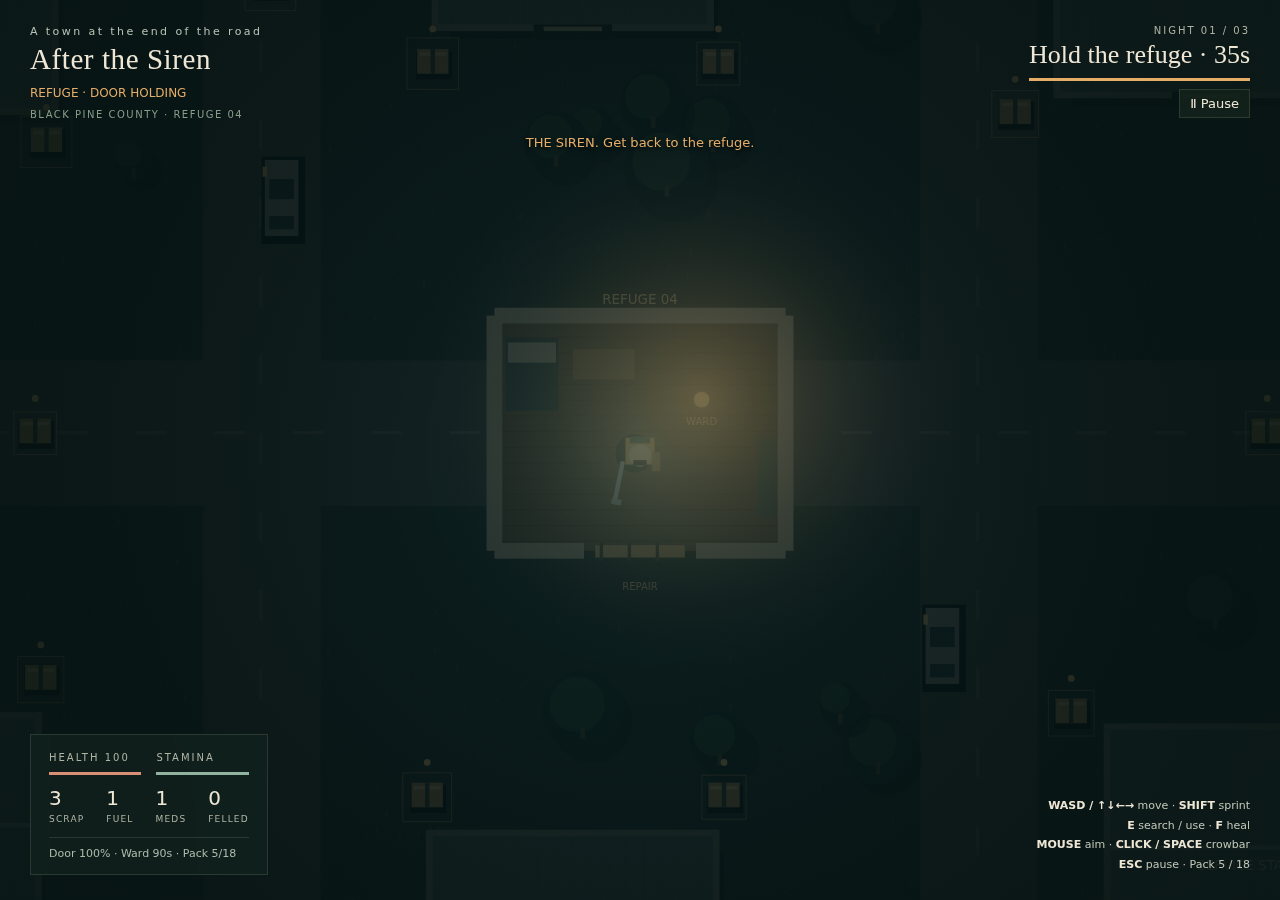 A town at the end of the road
After the Siren
REFUGE · DOOR HOLDING
BLACK PINE COUNTY · REFUGE 04
NIGHT 01 / 03
Hold the refuge · 35s
Ⅱ Pause
THE SIREN. Get back to the refuge.
REFUGE 04
WARD
REPAIR
HEALTH 100 STAMINA
3 1 1 0
SCRAP FUEL MEDS FELLED
Door 100% · Ward 90s · Pack 5/18
WASD / ↑↓←→ move · SHIFT sprint
E search / use · F heal
MOUSE aim · CLICK / SPACE crowbar
ESC pause · Pack 5 / 18